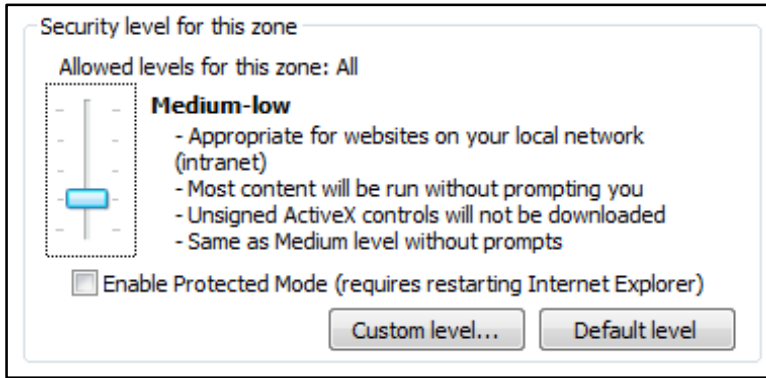 Security level for this zone
Allowed levels for this zone: All
Medium-low
- Appropriate for websites on your local network
(intranet)
- Most content will be run without prompting you
- Unsigned ActiveX controls will not be downloaded
- Same as Medium level without prompts
Enable Protected Mode (requires restarting Internet Explorer)
Custom level... Default level